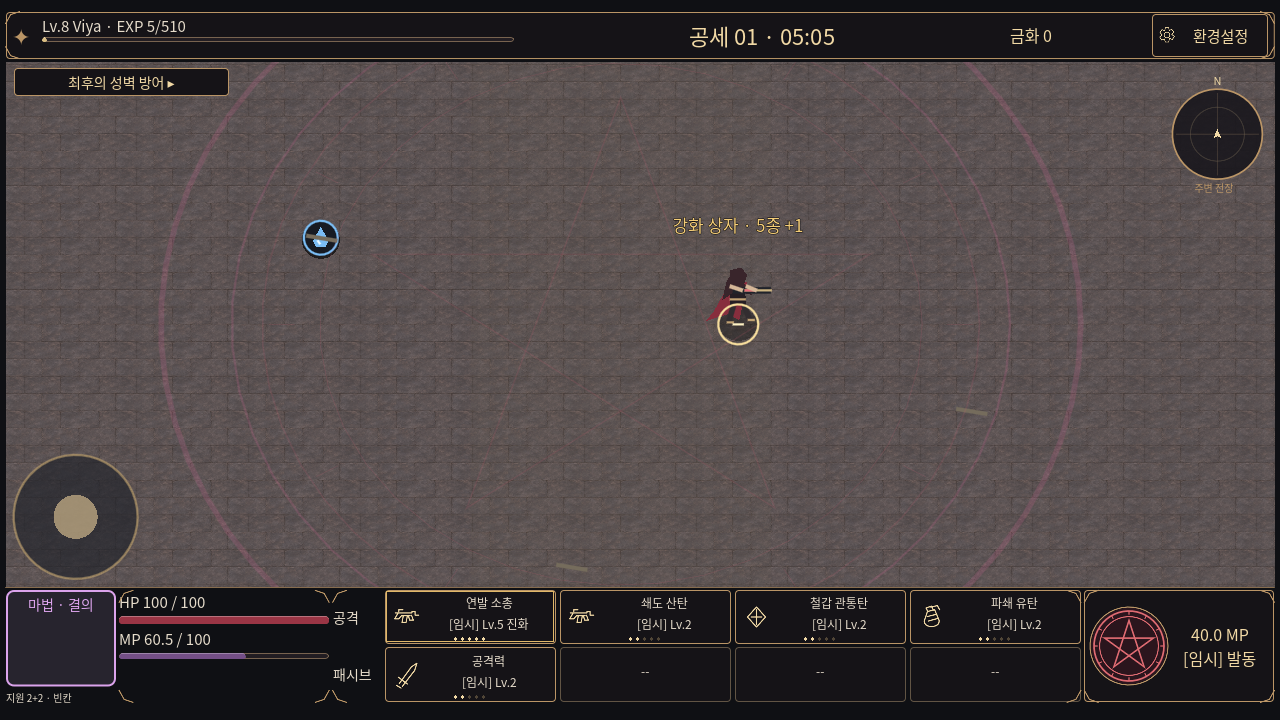 Lv.8 Viya · EXP 5/510
공세 01 · 05:05
금화 0
환경설정
최후의 성벽 방어 ▸
N
주변 전장
강화 상자 · 5종 +1
마법 · 결의
지원 2+2 · 빈칸
HP 100 / 100
MP 60.5 / 100
공격
패시브
연발 소총
[임시] Lv.5 진화
쇄도 산탄
[임시] Lv.2
철갑 관통탄
[임시] Lv.2
파쇄 유탄
[임시] Lv.2
공격력
[임시] Lv.2
--
--
--
40.0 MP
[임시] 발동